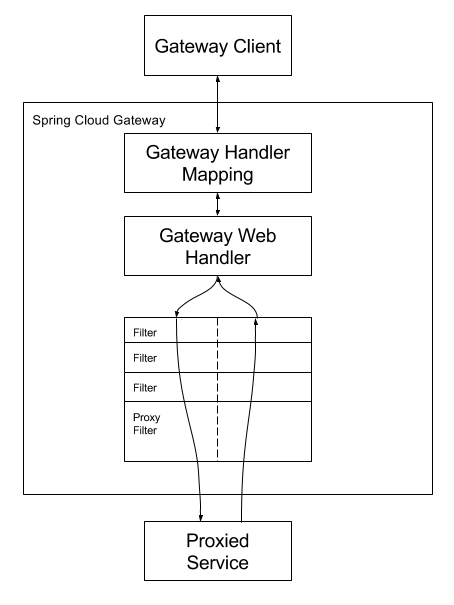 Gateway Client
Spring Cloud Gateway
Gateway Handler
Mapping
Gateway Web
Handler
Filter
Filter
Filter
Proxy
Filter
Proxied
Service